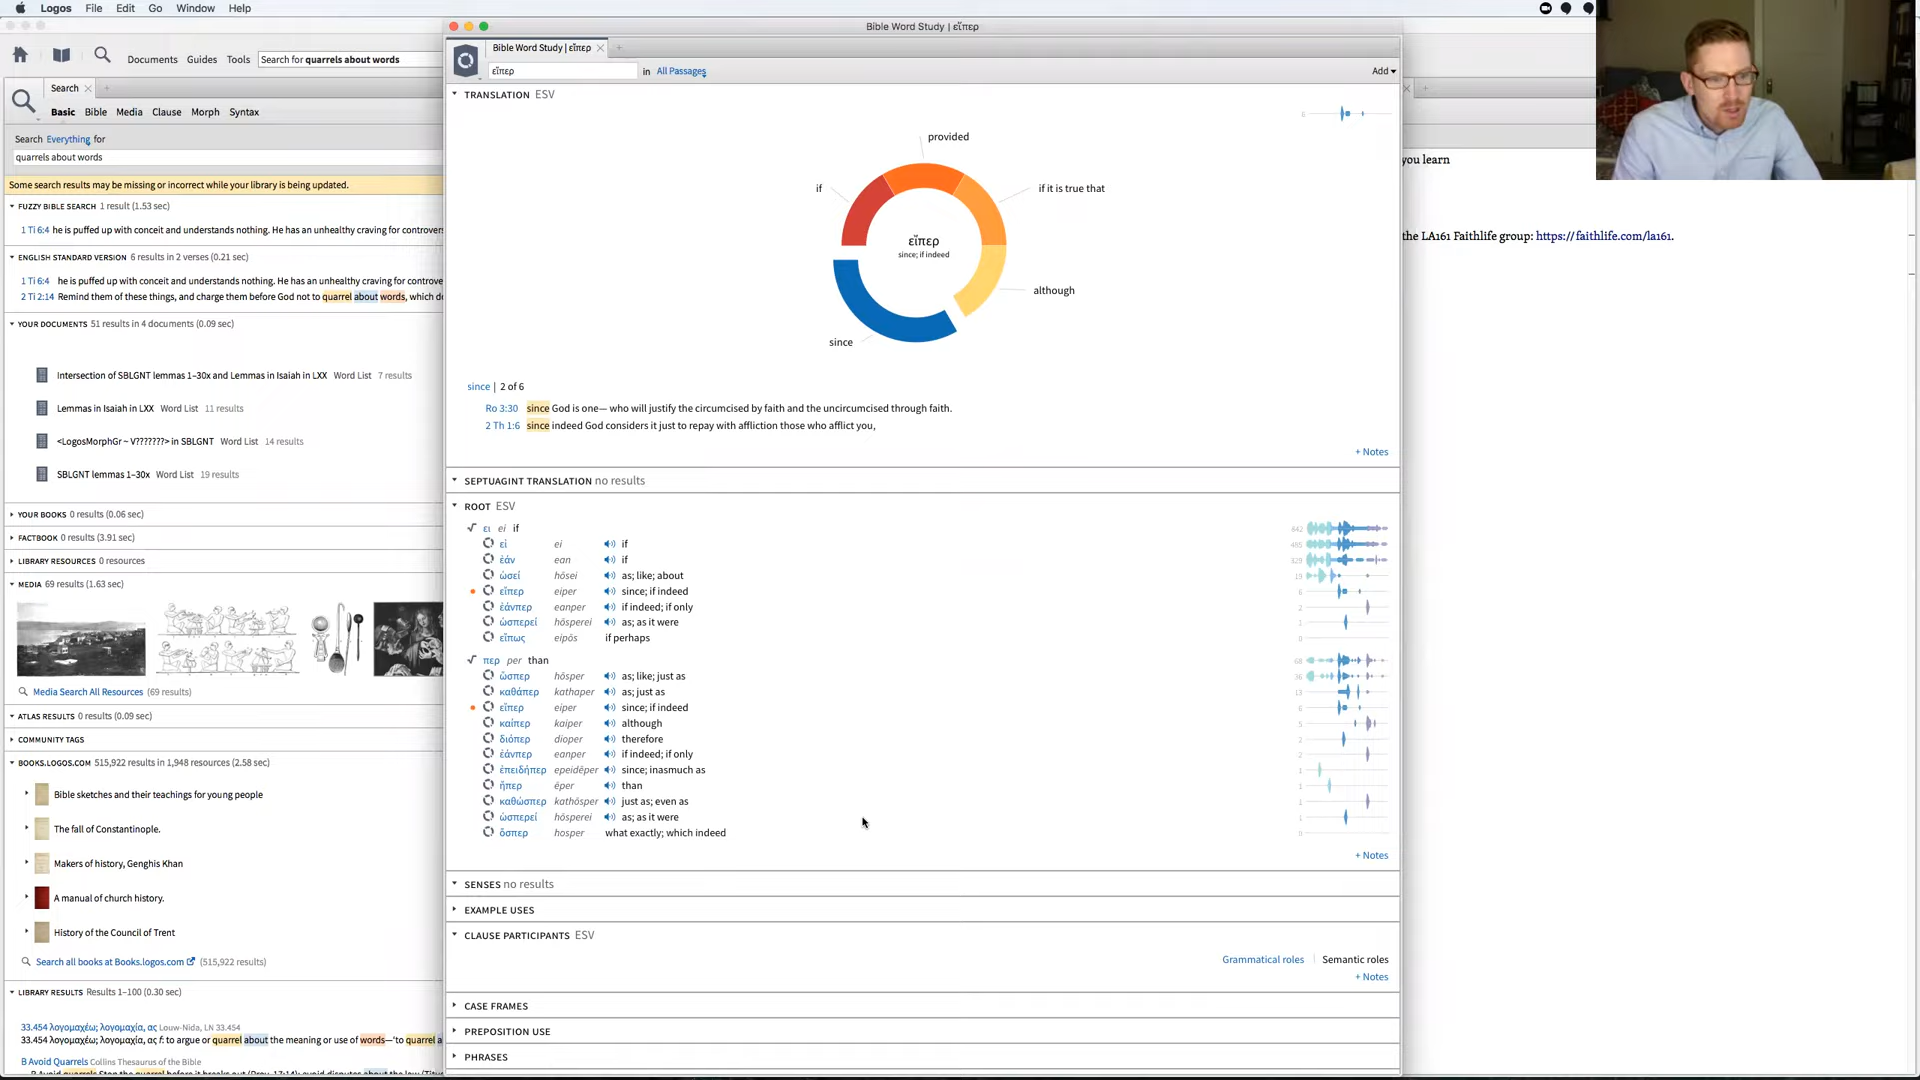 Logos File Edit Go Window Help
Bible Word Study | εἴπερ
Documents Guides Tools Search for quarrels about words
Search
Basic Bible Media Clause Morph Syntax
Search Everything for
quarrels about words
Some search results may be missing or incorrect while your library is being updated.
FUZZY BIBLE SEARCH 1 result (1.53 sec)
1 Ti 6:4 he is puffed up with conceit and understands nothing. He has an unhealthy craving for controvers
ENGLISH STANDARD VERSION 6 results in 2 verses (0.21 sec)
1 Ti 6:4 he is puffed up with conceit and understands nothing. He has an unhealthy craving for controvers
2 Ti 2:14 Remind them of these things, and charge them before God not to quarrel about words, which d
YOUR DOCUMENTS 51 results in 4 documents (0.09 sec)
Intersection of SBLGNT lemmas 1–30x and Lemmas in Isaiah in LXX Word List 7 results
Lemmas in Isaiah in LXX Word List 11 results
<LogosMorphGr ~ V???????> in SBLGNT Word List 14 results
SBLGNT lemmas 1–30x Word List 19 results
YOUR BOOKS 0 results (0.06 sec)
FACTBOOK 0 results (3.91 sec)
LIBRARY RESOURCES 0 resources
MEDIA 69 results (1.63 sec)
Media Search All Resources (69 results)
ATLAS RESULTS 0 results (0.09 sec)
COMMUNITY TAGS
BOOKS.LOGOS.COM 515,922 results in 1,948 resources (2.58 sec)
Bible sketches and their teachings for young people
The fall of Constantinople.
Makers of history, Genghis Khan
A manual of church history.
History of the Council of Trent
Search all books at Books.logos.com (515,922 results)
LIBRARY RESULTS Results 1–100 (0.30 sec)
33.454 λογομαχέω; λογομαχία, ας Louw-Nida, LN 33.454
33.454 λογομαχέω; λογομαχία, ας f: to argue or quarrel about the meaning or use of words—'to quarrel a
B Avoid Quarrels Collins Thesaurus of the Bible
Bible Word Study | εἴπερ
εἴπερ in All Passages
Add
TRANSLATION ESV
6
provided
if
if it is true that
εἴπερ
since; if indeed
although
since
since | 2 of 6
Ro 3:30 since God is one— who will justify the circumcised by faith and the uncircumcised through faith.
2 Th 1:6 since indeed God considers it just to repay with affliction those who afflict you,
+ Notes
SEPTUAGINT TRANSLATION no results
ROOT ESV
√ ει ei if 842
εἰ ei if 485
ἐάν ean if 329
ὡσεί hōsei as; like; about 19
εἴπερ eiper since; if indeed 6
ἐάνπερ eanper if indeed; if only 2
ὡσπερεί hōsperei as; as it were 1
εἴπως eipōs if perhaps 0
√ περ per than 68
ὥσπερ hōsper as; like; just as 36
καθάπερ kathaper as; just as 13
εἴπερ eiper since; if indeed 6
καίπερ kaiper although 5
διόπερ dioper therefore 2
ἐάνπερ eanper if indeed; if only 2
ἐπειδήπερ epeidēper since; inasmuch as 1
ἤπερ ēper than 1
καθώσπερ kathōsper just as; even as 1
ὡσπερεί hōsperei as; as it were 1
ὅσπερ hosper what exactly; which indeed 0
+ Notes
SENSES no results
EXAMPLE USES
CLAUSE PARTICIPANTS ESV
Grammatical roles Semantic roles
+ Notes
CASE FRAMES
PREPOSITION USE
PHRASES
you learn
the LA161 Faithlife group: https://faithlife.com/la161.